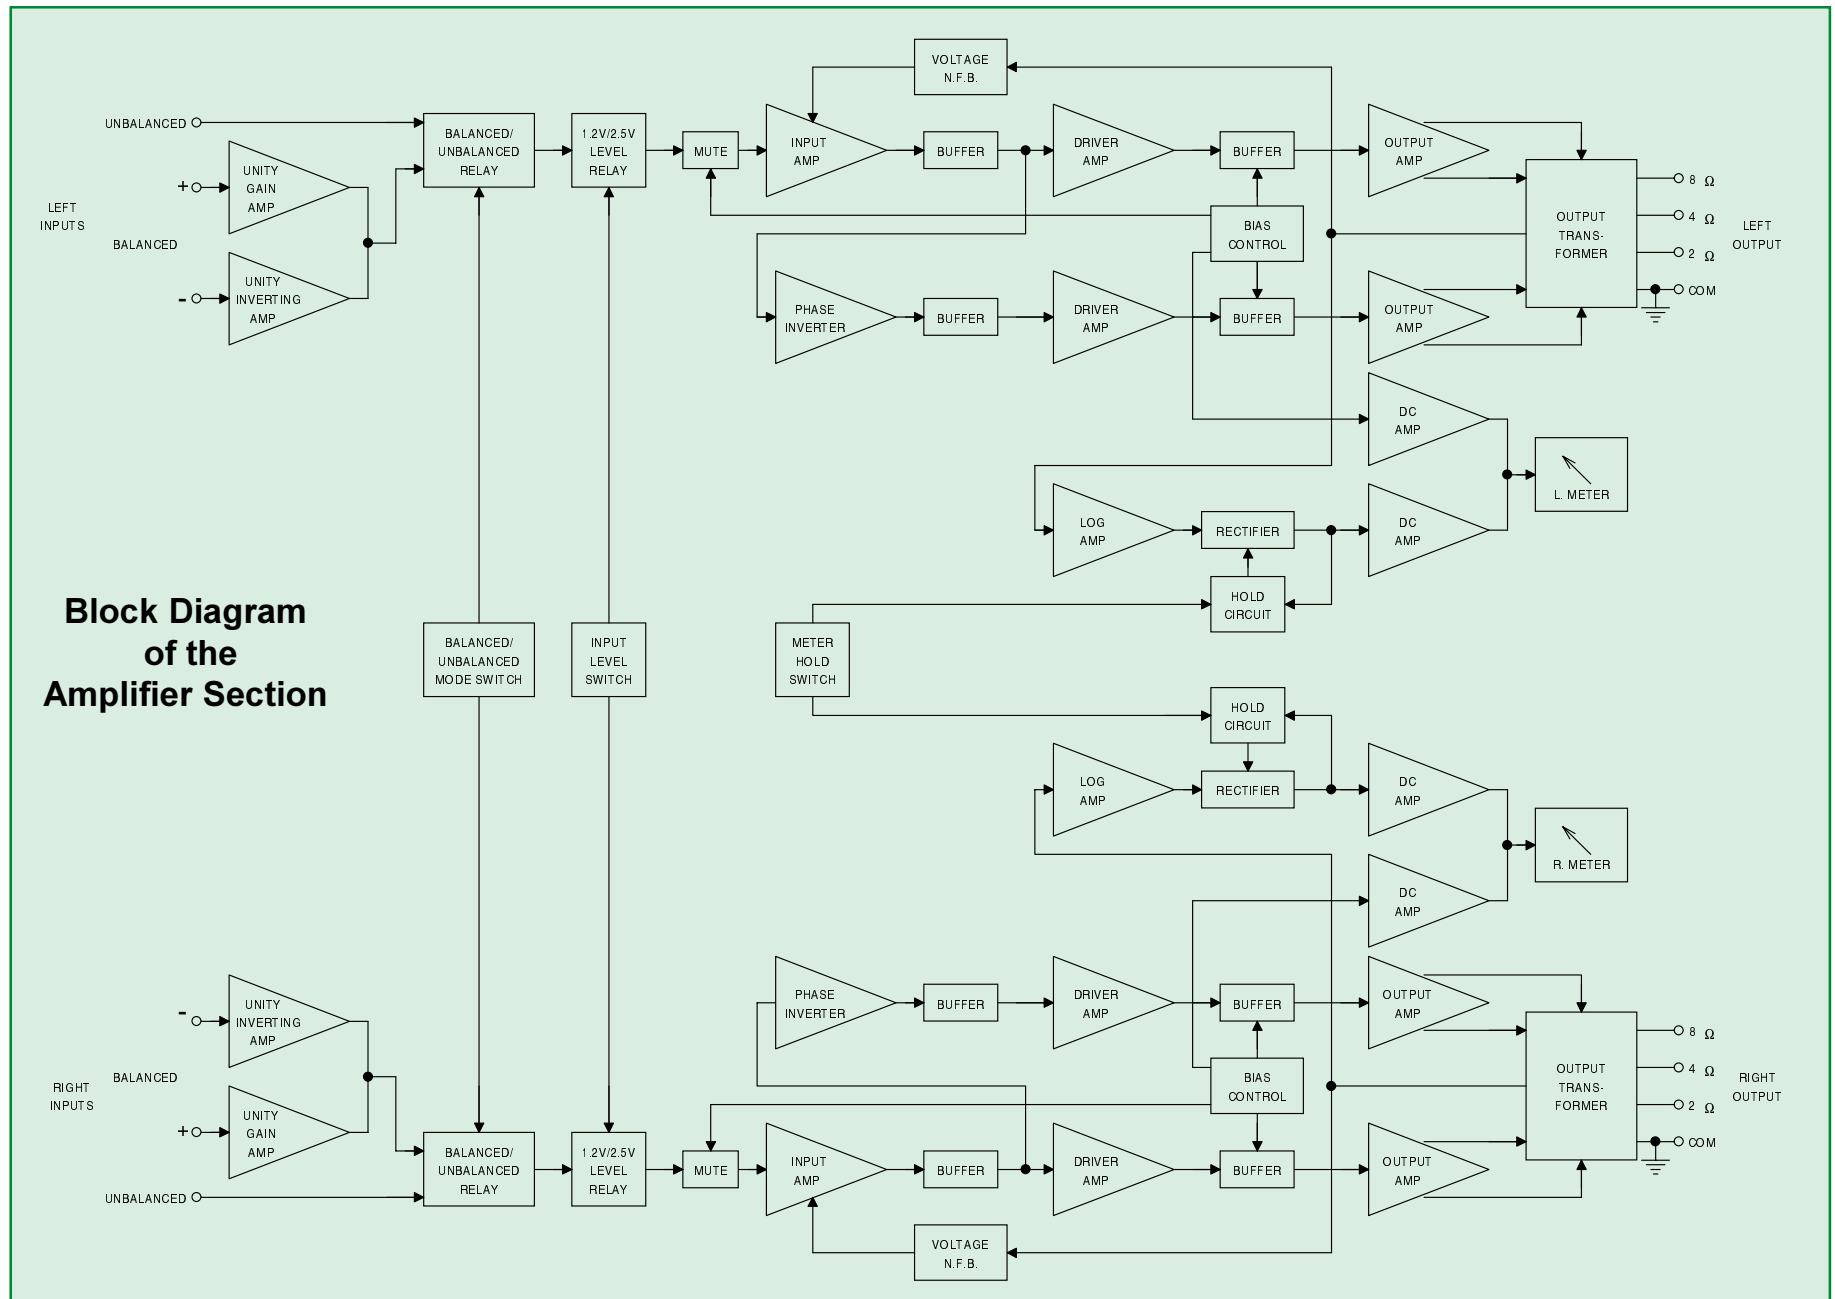 VOLTAGE
N.F.B.
UNBALANCED
BALANCED/
UNBALANCED
RELAY
1.2V/2.5V
LEVEL
RELAY
MUTE
INPUT
AMP
BUFFER
DRIVER
AMP
BUFFER
OUTPUT
AMP
+
UNITY
GAIN
AMP
LEFT
INPUTS
BALANCED
-
UNITY
INVERTING
AMP
BIAS
CONTROL
OUTPUT
TRANS-
FORMER
8 Ω
4 Ω
2 Ω
COM
LEFT
OUTPUT
PHASE
INVERTER
BUFFER
DRIVER
AMP
BUFFER
OUTPUT
AMP
DC
AMP
L. METER
LOG
AMP
RECTIFIER
DC
AMP
HOLD
CIRCUIT
Block Diagram
of the
Amplifier Section
BALANCED/
UNBALANCED
MODE SWITCH
INPUT
LEVEL
SWITCH
METER
HOLD
SWITCH
HOLD
CIRCUIT
LOG
AMP
RECTIFIER
DC
AMP
R. METER
DC
AMP
PHASE
INVERTER
BUFFER
DRIVER
AMP
BUFFER
OUTPUT
AMP
-
UNITY
INVERTING
AMP
RIGHT
INPUTS
BALANCED
+
UNITY
GAIN
AMP
BIAS
CONTROL
OUTPUT
TRANS-
FORMER
8 Ω
4 Ω
2 Ω
COM
RIGHT
OUTPUT
UNBALANCED
BALANCED/
UNBALANCED
RELAY
1.2V/2.5V
LEVEL
RELAY
MUTE
INPUT
AMP
BUFFER
DRIVER
AMP
BUFFER
OUTPUT
AMP
VOLTAGE
N.F.B.